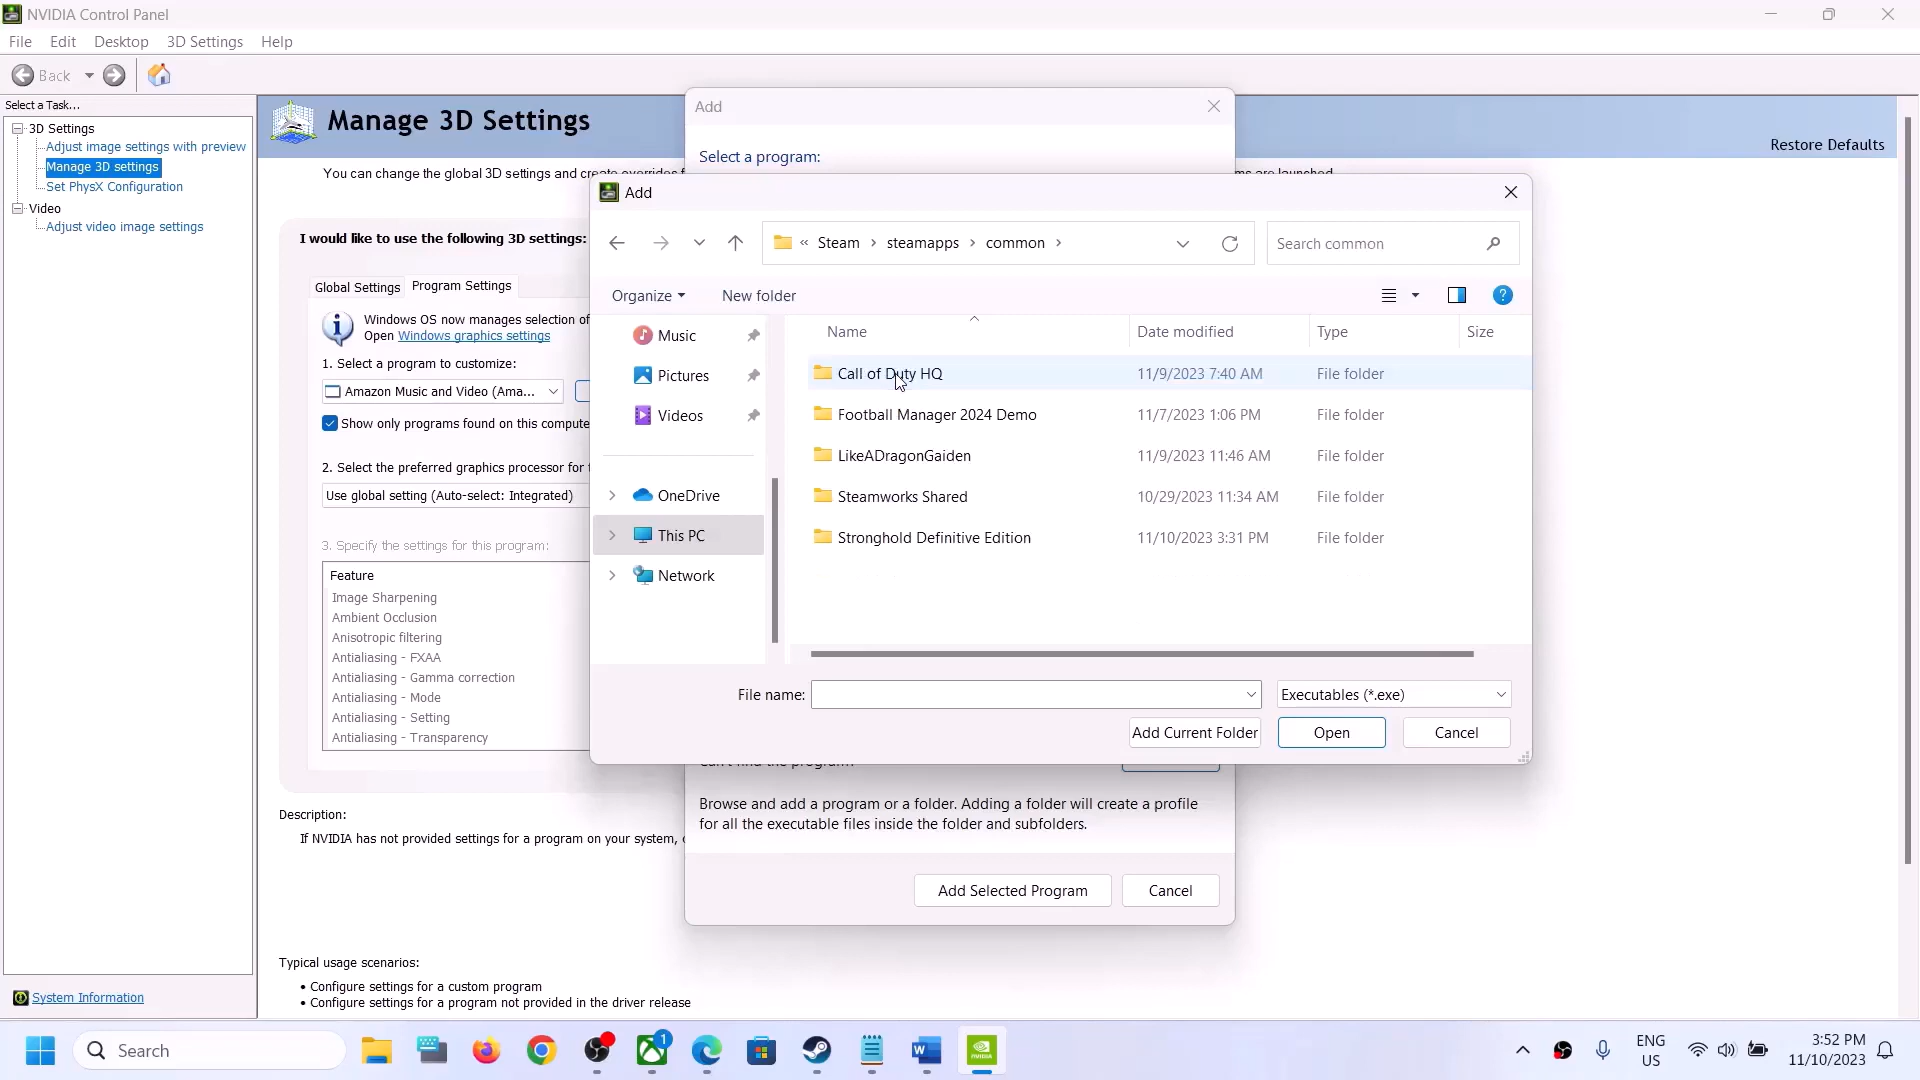 NVIDIA Control Panel
File Edit Desktop 3D Settings Help
Back
Select a Task...
3D Settings
Adjust image settings with preview
Manage 3D settings
Set PhysX Configuration
Video
Adjust video image settings
System Information
Manage 3D Settings
Restore Defaults
You can change the global 3D settings and create overrides
ms are launched.
I would like to use the following 3D settings:
Global Settings Program Settings
Windows OS now manages selection of
Open Windows graphics settings
1. Select a program to customize:
Amazon Music and Video (Ama...
Show only programs found on this compute
2. Select the preferred graphics processor for
Use global setting (Auto-select: Integrated)
3. Specify the settings for this program:
Feature
Image Sharpening
Ambient Occlusion
Anisotropic filtering
Antialiasing - FXAA
Antialiasing - Gamma correction
Antialiasing - Mode
Antialiasing - Setting
Antialiasing - Transparency
Description:
If NVIDIA has not provided settings for a program on your system,
Typical usage scenarios:
• Configure settings for a custom program
• Configure settings for a program not provided in the driver release
Add
Select a program:
Add
« Steam › steamapps › common ›
Search common
Organize New folder
Music
Pictures
Videos
OneDrive
This PC
Network
Name Date modified Type Size
Call of Duty HQ 11/9/2023 7:40 AM File folder
Football Manager 2024 Demo 11/7/2023 1:06 PM File folder
LikeADragonGaiden 11/9/2023 11:46 AM File folder
Steamworks Shared 10/29/2023 11:34 AM File folder
Stronghold Definitive Edition 11/10/2023 3:31 PM File folder
File name: Executables (*.exe)
Add Current Folder Open Cancel
Browse and add a program or a folder. Adding a folder will create a profile
for all the executable files inside the folder and subfolders.
Add Selected Program Cancel
Search
1
ENG
US
3:52 PM
11/10/2023